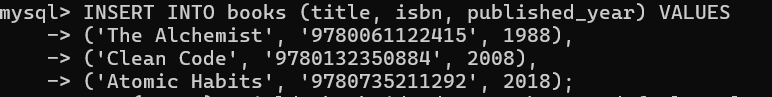 mysql> INSERT INTO books (title, isbn, published_year) VALUES
    -> ('The Alchemist', '9780061122415', 1988),
    -> ('Clean Code', '9780132350884', 2008),
    -> ('Atomic Habits', '9780735211292', 2018);